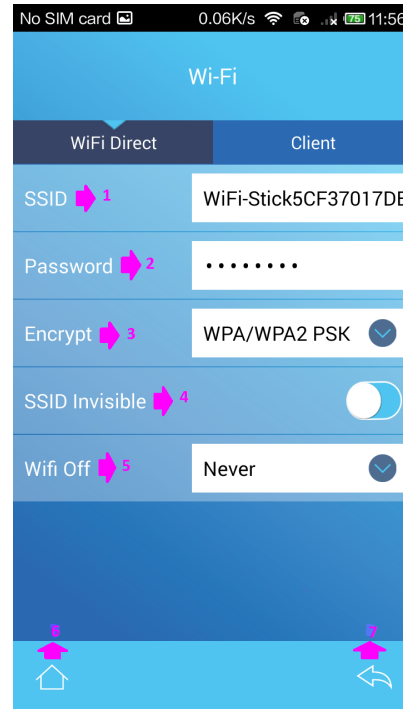 No SIM card 0.06K/s 75 11:56
Wi-Fi
WiFi Direct Client
SSID 1 WiFi-Stick5CF37017DE
Password 2 ••••••••
Encrypt 3 WPA/WPA2 PSK
SSID Invisible 4
Wifi Off 5 Never
6 7